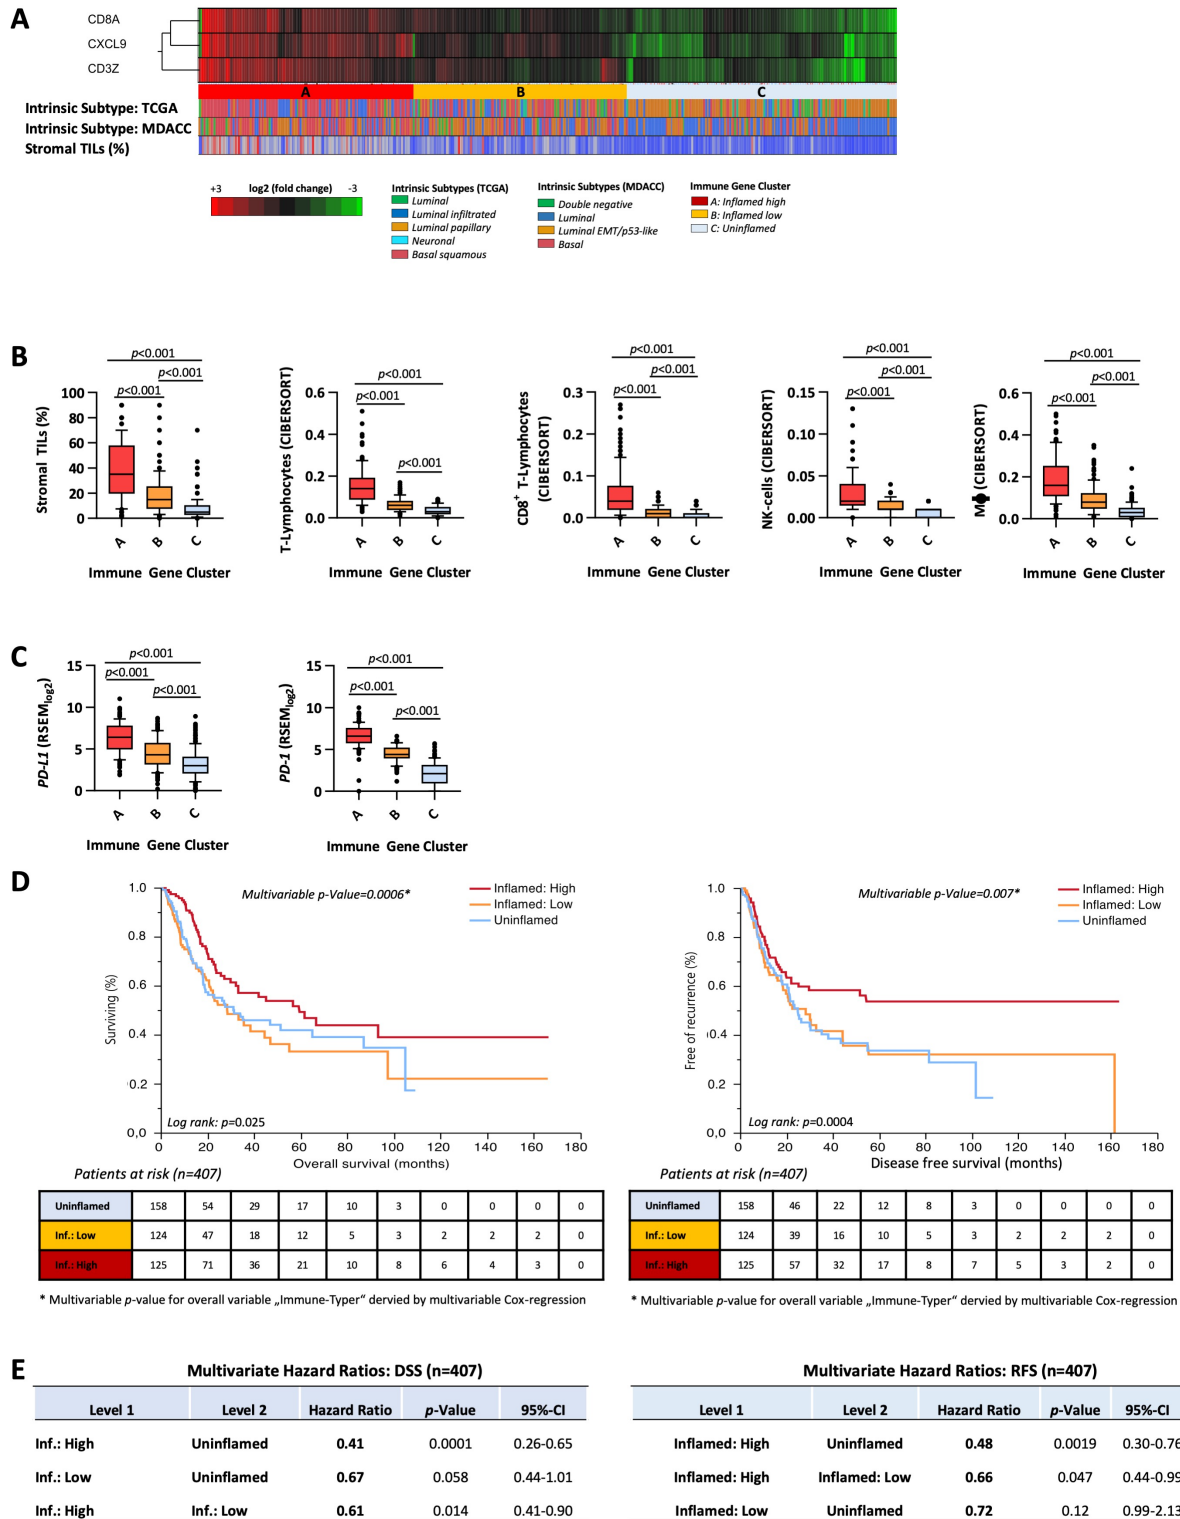 A
CD8A
CXCL9
CD3Z
A B C
Intrinsic Subtype: TCGA
Intrinsic Subtype: MDACC
Stromal TILs (%)
+3 log2 (fold change) -3
Intrinsic Subtypes (TCGA)
Luminal
Luminal infiltrated
Luminal papillary
Neuronal
Basal squamous
Intrinsic Subtypes (MDACC)
Double negative
Luminal
Luminal EMT/p53-like
Basal
Immune Gene Cluster
A: Inflamed high
B: Inflamed low
C: Uninflamed
B
Stromal TILs (%)
100
80
60
40
20
0
p<0.001
p<0.001
p<0.001
A B C
Immune Gene Cluster
T-Lymphocytes (CIBERSORT)
0.6
0.4
0.2
0.0
p<0.001
p<0.001
p<0.001
A B C
Immune Gene Cluster
CD8+ T-Lymphocytes
(CIBERSORT)
0.3
0.2
0.1
0.0
p<0.001
p<0.001
p<0.001
A B C
Immune Gene Cluster
NK-cells (CIBERSORT)
0.15
0.10
0.05
0.00
p<0.001
p<0.001
p<0.001
A B C
Immune Gene Cluster
(CIBERSORT)
0.6
0.4
0.2
0.0
p<0.001
p<0.001
p<0.001
A B C
Immune Gene Cluster
C
PD-L1 (RSEMlog2)
15
10
5
0
p<0.001
p<0.001
p<0.001
A B C
Immune Gene Cluster
PD-1 (RSEMlog2)
15
10
5
0
p<0.001
p<0.001
p<0.001
A B C
Immune Gene Cluster
D
Surviving (%)
1.0
0.8
0.6
0.4
0.2
0,0
Multivariable p-Value=0.0006*
Inflamed: High
Inflamed: Low
Uninflamed
Log rank: p=0.025
0 20 40 60 80 100 120 140 160 180
Overall survival (months)
Patients at risk (n=407)
Uninflamed 158 54 29 17 10 3 0 0 0 0
Inf.: Low 124 47 18 12 5 3 2 2 2 0
Inf.: High 125 71 36 21 10 8 6 4 3 0
* Multivariable p-value for overall variable „Immune-Typer“ dervied by multivariable Cox-regression
Free of recurrence (%)
1.0
0.8
0.6
0.4
0.2
0,0
Multivariable p-Value=0.007*
Inflamed: High
Inflamed: Low
Uninflamed
Log rank: p=0.0004
0 20 40 60 80 100 120 140 160 180
Disease free survival (months)
Patients at risk (n=407)
Uninflamed 158 46 22 12 8 3 0 0 0 0
Inf.: Low 124 39 16 10 5 3 2 2 2 0
Inf.: High 125 57 32 17 8 7 5 3 2 0
* Multivariable p-value for overall variable „Immune-Typer“ dervied by multivariable Cox-regression
E
Multivariate Hazard Ratios: DSS (n=407)
Level 1 Level 2 Hazard Ratio p-Value 95%-CI
Inf.: High Uninflamed 0.41 0.0001 0.26-0.65
Inf.: Low Uninflamed 0.67 0.058 0.44-1.01
Inf.: High Inf.: Low 0.61 0.014 0.41-0.90
Multivariate Hazard Ratios: RFS (n=407)
Level 1 Level 2 Hazard Ratio p-Value 95%-CI
Inflamed: High Uninflamed 0.48 0.0019 0.30-0.76
Inflamed: High Inflamed: Low 0.66 0.047 0.44-0.99
Inflamed: Low Uninflamed 0.72 0.12 0.99-2.13